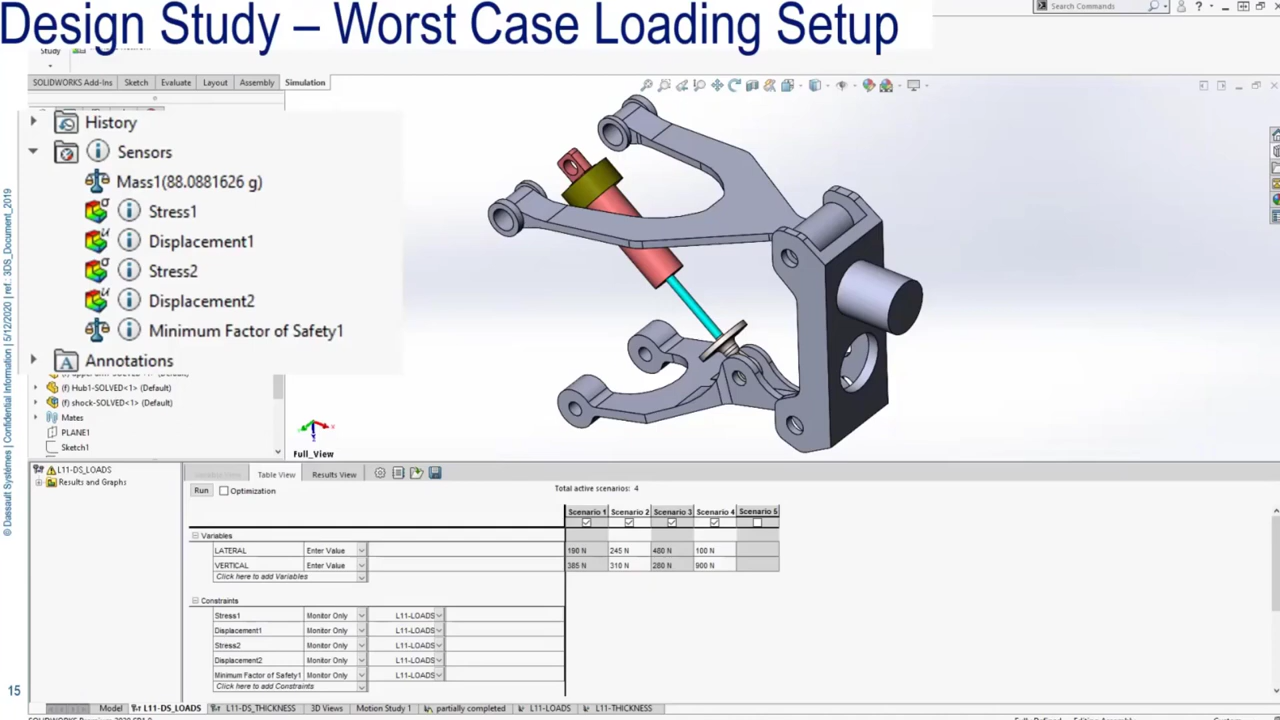 Design Study – Worst Case Loading Setup
Search Commands
Study
SOLIDWORKS Add-Ins Sketch Evaluate Layout Assembly Simulation
History
Sensors
Mass1(88.0881626 g)
Stress1
Displacement1
Stress2
Displacement2
Minimum Factor of Safety1
Annotations
(f) Hub1-SOLVED<1> (Default)
(f) shock-SOLVED<1> (Default)
Mates
PLANE1
Sketch1
Full_View
L11-DS_LOADS
Results and Graphs
Table View Results View
Run Optimization
Total active scenarios: 4
Scenario 1 Scenario 2 Scenario 3 Scenario 4 Scenario 5
Variables
LATERAL Enter Value 190 N 245 N 480 N 100 N
VERTICAL Enter Value 385 N 310 N 280 N 900 N
Click here to add Variables
Constraints
Stress1 Monitor Only L11-LOADS
Displacement1 Monitor Only L11-LOADS
Stress2 Monitor Only L11-LOADS
Displacement2 Monitor Only L11-LOADS
Minimum Factor of Safety1 Monitor Only L11-LOADS
Click here to add Constraints
Model L11-DS_LOADS L11-DS_THICKNESS 3D Views Motion Study 1 partially completed L11-LOADS L11-THICKNESS
© Dassault Systèmes | Confidential Information | 5/12/2020 | ref.: 3DS_Document_2019
15